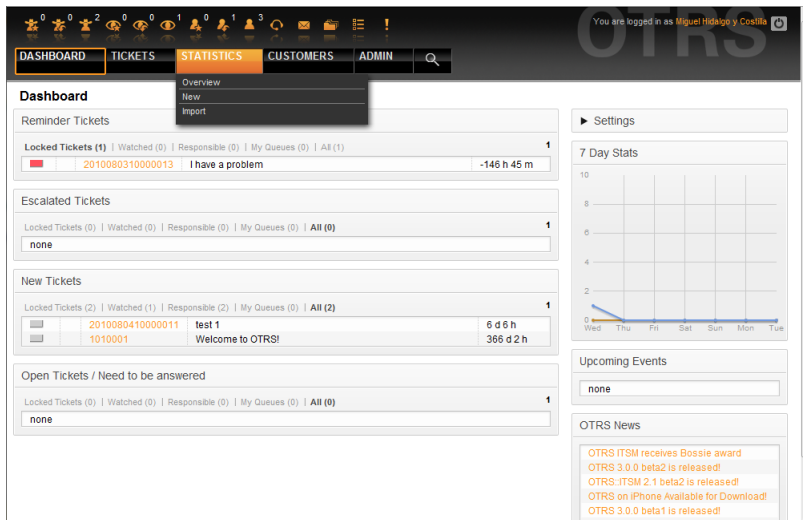 0 0 2 0 0 1 0 1 3
You are logged in as Miguel Hidalgo y Costilla
OTRS
DASHBOARD TICKETS STATISTICS CUSTOMERS ADMIN
Overview
New
Import
Dashboard
Reminder Tickets
Locked Tickets (1) | Watched (0) | Responsible (0) | My Queues (0) | All (1) 1
2010080310000013 I have a problem -146 h 45 m
Escalated Tickets
Locked Tickets (0) | Watched (0) | Responsible (0) | My Queues (0) | All (0) 1
none
New Tickets
Locked Tickets (2) | Watched (1) | Responsible (2) | My Queues (0) | All (2) 1
2010080410000011 test 1 6 d 6 h
1010001 Welcome to OTRS! 366 d 2 h
Open Tickets / Need to be answered
Locked Tickets (0) | Watched (0) | Responsible (0) | My Queues (0) | All (0) 1
none
Settings
7 Day Stats
10
8
6
4
2
0
Wed Thu Fri Sat Sun Mon Tue
Upcoming Events
none
OTRS News
OTRS ITSM receives Bossie award
OTRS 3.0.0 beta2 is released!
OTRS::ITSM 2.1 beta2 is released!
OTRS on iPhone Available for Download!
OTRS 3.0.0 beta1 is released!